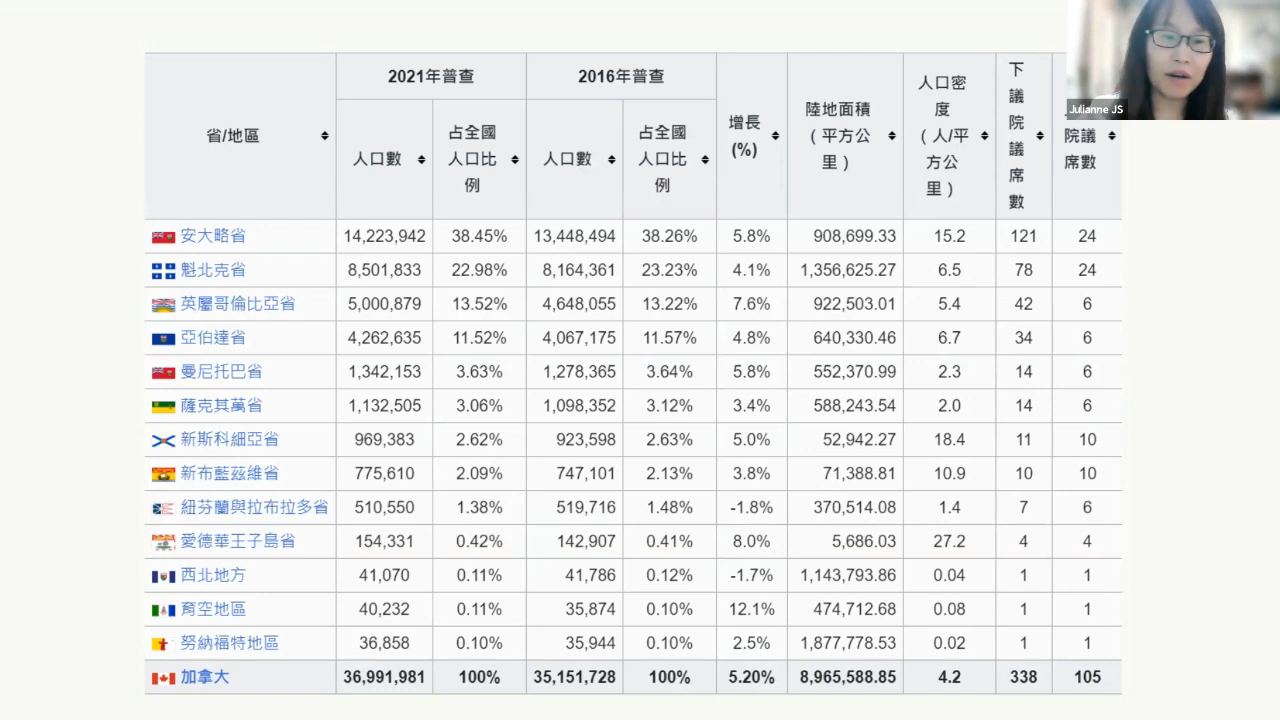 Julianne JS
省/地區 2021年普查 2016年普查 增長(%) 陸地面積（平方公里） 人口密度（人/平方公里） 下議院議席數 院議席數
人口數 占全國人口比例 人口數 占全國人口比例
安大略省 14,223,942 38.45% 13,448,494 38.26% 5.8% 908,699.33 15.2 121 24
魁北克省 8,501,833 22.98% 8,164,361 23.23% 4.1% 1,356,625.27 6.5 78 24
英屬哥倫比亞省 5,000,879 13.52% 4,648,055 13.22% 7.6% 922,503.01 5.4 42 6
亞伯達省 4,262,635 11.52% 4,067,175 11.57% 4.8% 640,330.46 6.7 34 6
曼尼托巴省 1,342,153 3.63% 1,278,365 3.64% 5.8% 552,370.99 2.3 14 6
薩克其萬省 1,132,505 3.06% 1,098,352 3.12% 3.4% 588,243.54 2.0 14 6
新斯科細亞省 969,383 2.62% 923,598 2.63% 5.0% 52,942.27 18.4 11 10
新布藍茲維省 775,610 2.09% 747,101 2.13% 3.8% 71,388.81 10.9 10 10
紐芬蘭與拉布拉多省 510,550 1.38% 519,716 1.48% -1.8% 370,514.08 1.4 7 6
愛德華王子島省 154,331 0.42% 142,907 0.41% 8.0% 5,686.03 27.2 4 4
西北地方 41,070 0.11% 41,786 0.12% -1.7% 1,143,793.86 0.04 1 1
育空地區 40,232 0.11% 35,874 0.10% 12.1% 474,712.68 0.08 1 1
努納福特地區 36,858 0.10% 35,944 0.10% 2.5% 1,877,778.53 0.02 1 1
加拿大 36,991,981 100% 35,151,728 100% 5.20% 8,965,588.85 4.2 338 105